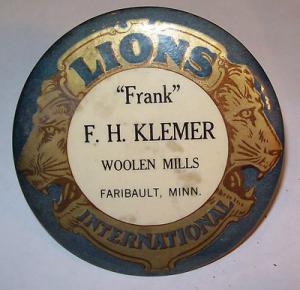 LIONS
"Frank"
F. H. KLEMER
WOOLEN MILLS
FARIBAULT, MINN.
INTERNATIONAL